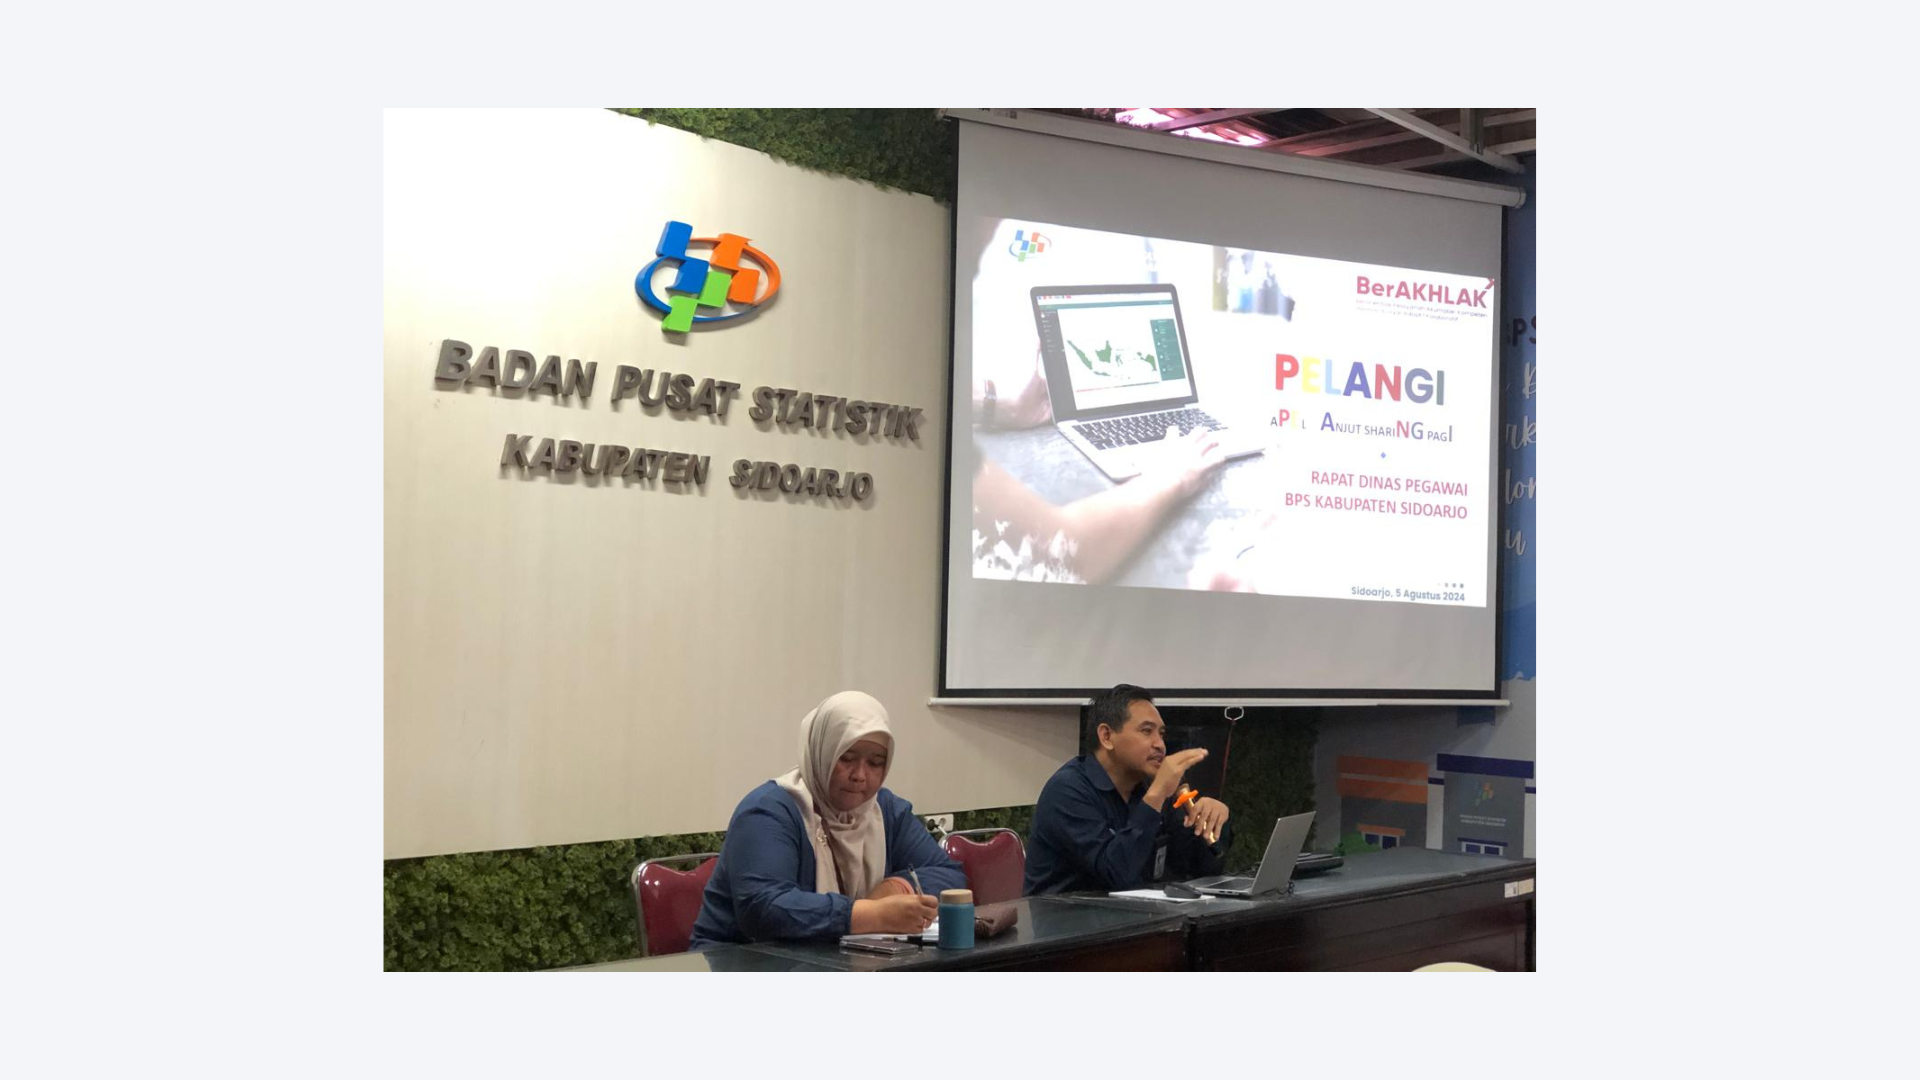 BADAN PUSAT STATISTIK
KABUPATEN SIDOARJO
BerAKHLAK
PELANGI
APEL ANJUT SHARING PAGI
RAPAT DINAS PEGAWAI
BPS KABUPATEN SIDOARJO
Sidoarjo, 5 Agustus 2024